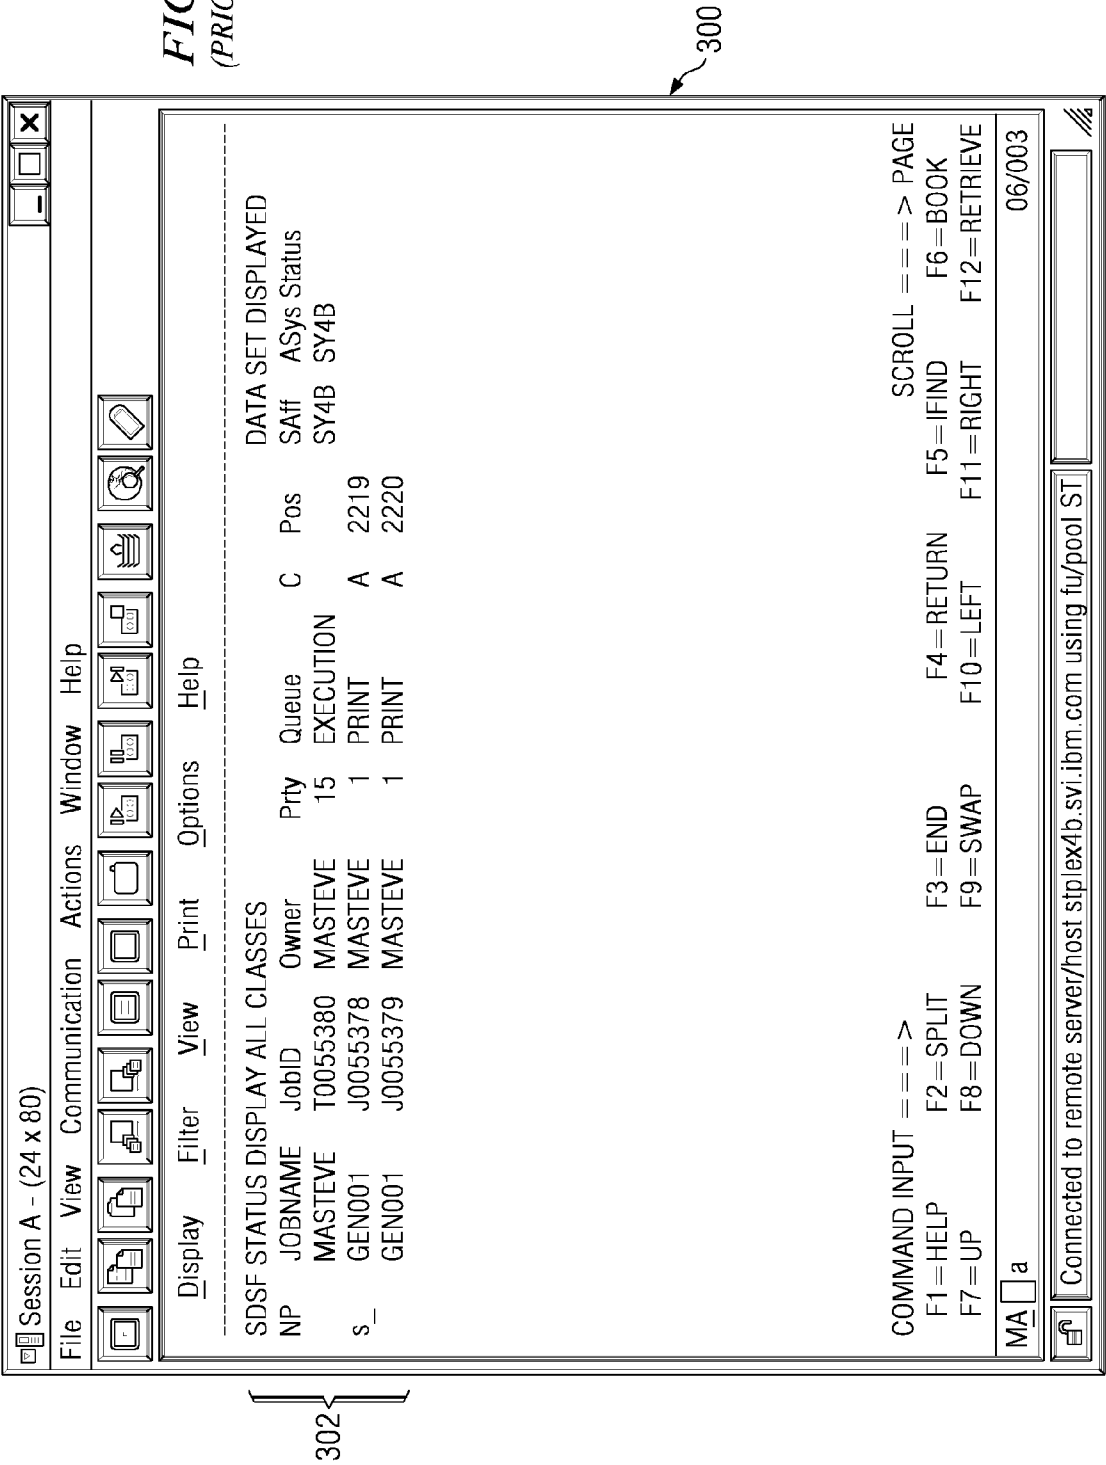 FIG
(PRIO
300
Session A - (24 x 80)
File Edit View Communication Actions Window Help
Display Filter View Print Options Help
SDSF STATUS DISPLAY ALL CLASSES DATA SET DISPLAYED
NP JOBNAME JobID Owner Prty Queue C Pos SAff ASys Status
MASTEVE T0055380 MASTEVE 15 EXECUTION SY4B SY4B
s_ GEN001 J0055378 MASTEVE 1 PRINT A 2219
GEN001 J0055379 MASTEVE 1 PRINT A 2220
302
COMMAND INPUT ====> SCROLL ===> PAGE
F1=HELP F2=SPLIT F3=END F4=RETURN F5=IFIND F6=BOOK
F7=UP F8=DOWN F9=SWAP F10=LEFT F11=RIGHT F12=RETRIEVE
MA a 06/003
Connected to remote server/host stplex4b.svi.ibm.com using fu/pool ST